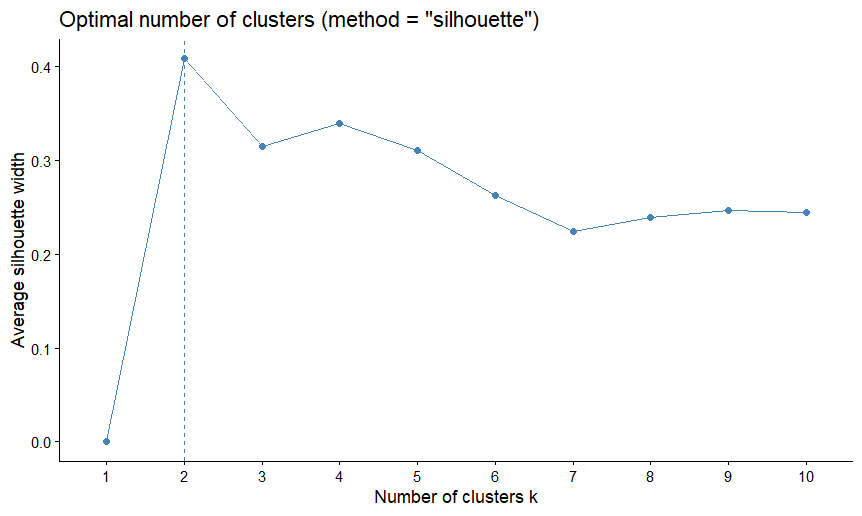 Optimal number of clusters (method = "silhouette")
Average silhouette width
0.4
0.3
0.2
0.1
0.0
1 2 3 4 5 6 7 8 9 10
Number of clusters k